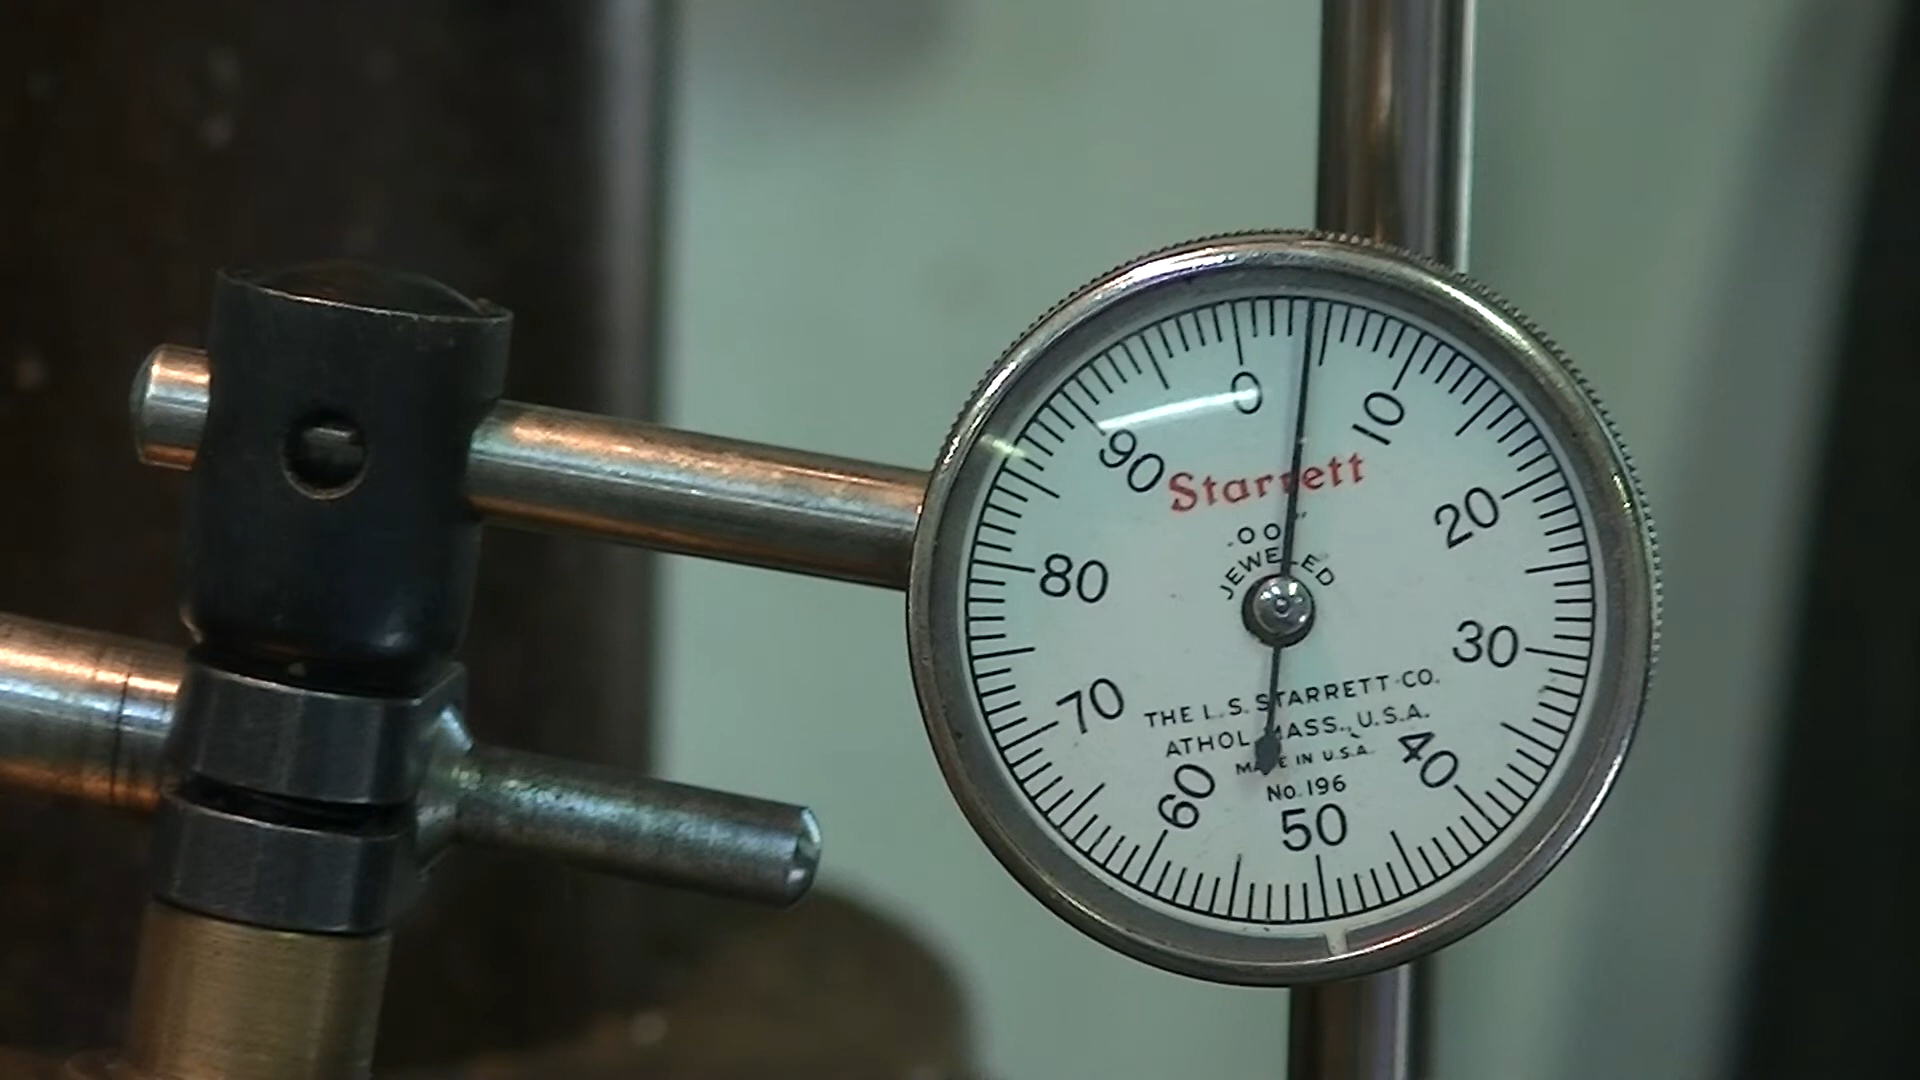 0
10
90
Starrett
20
.00 "
JEWELED
80
30
THE L.S. STARRETT CO.
70
ATHOL, MASS., U.S.A.
40
MADE IN U.S.A.
60
No. 196
50